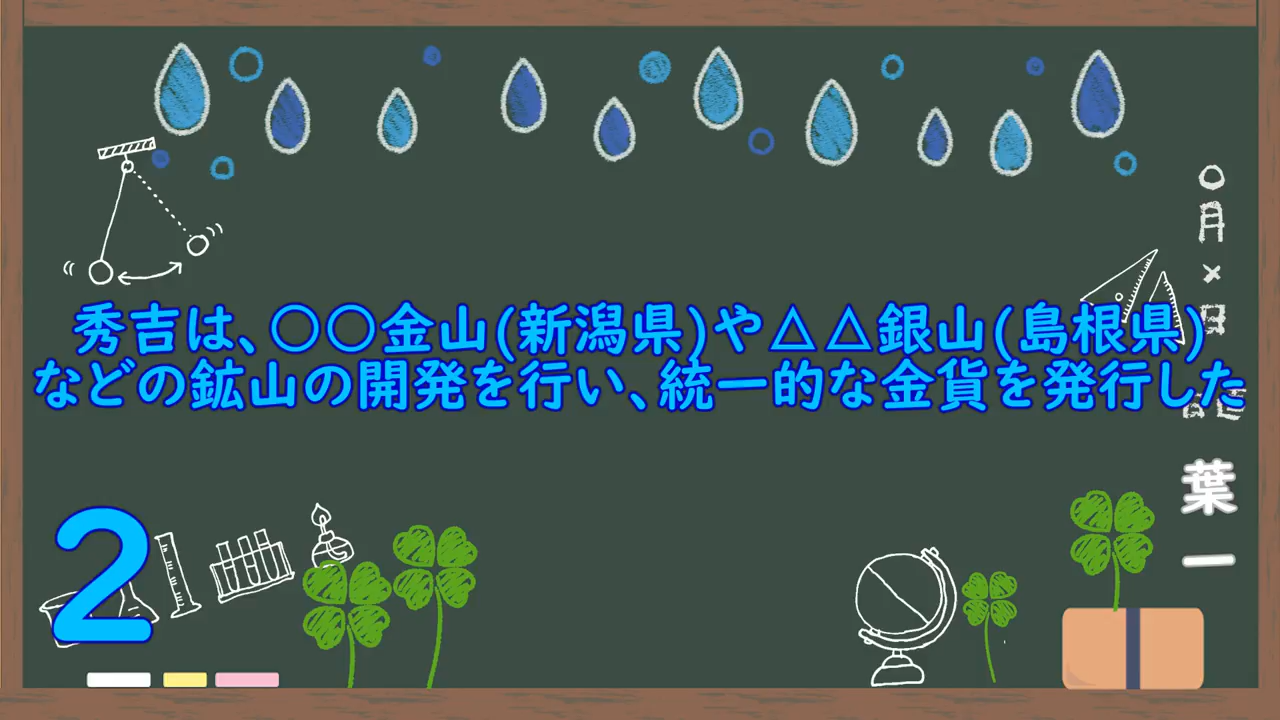 秀吉は、○○金山(新潟県)や△△銀山(島根県)
などの鉱山の開発を行い、統一的な金貨を発行した
2
○月×日
葉一